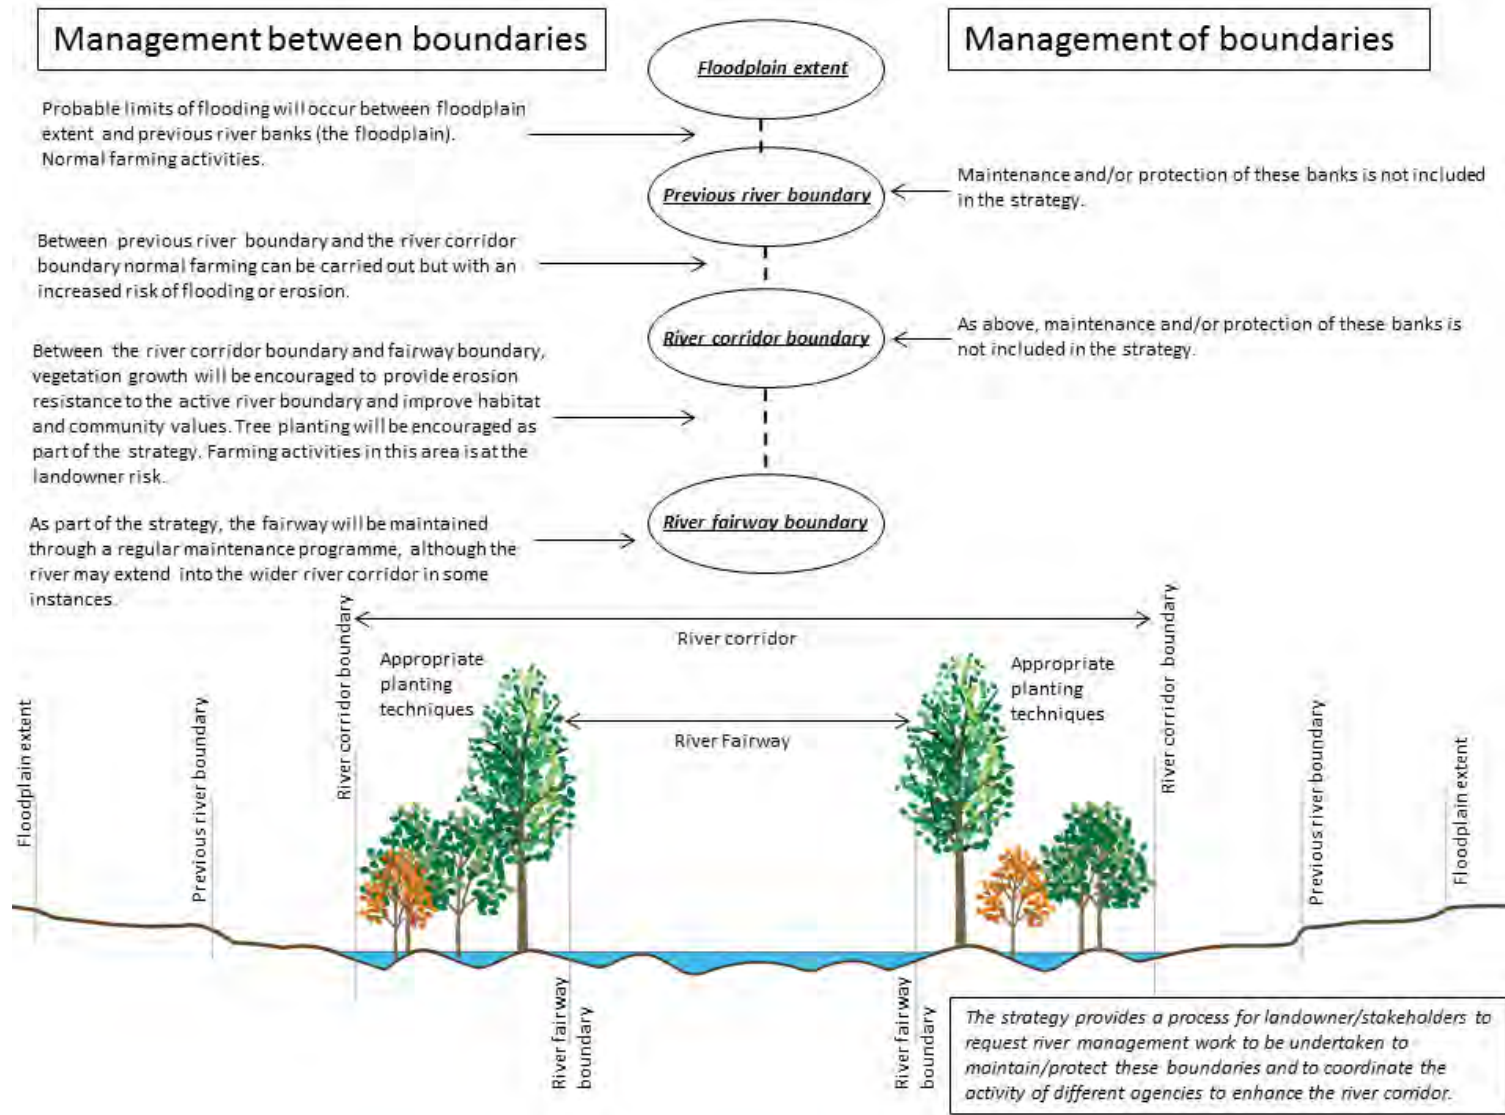 Management between boundaries
Management of boundaries
Floodplain extent
Probable limits of flooding will occur between floodplain
extent and previous river banks (the floodplain).
Normal farming activities.
Previous river boundary
Maintenance and/or protection of these banks is not included
in the strategy.
Between previous river boundary and the river corridor
boundary normal farming can be carried out but with an
increased risk of flooding or erosion.
River corridor boundary
As above, maintenance and/or protection of these banks is
not included in the strategy.
Between the river corridor boundary and fairway boundary,
vegetation growth will be encouraged to provide erosion
resistance to the active river boundary and improve habitat
and community values. Tree planting will be encouraged as
part of the strategy. Farming activities in this area is at the
landowner risk.
River fairway boundary
As part of the strategy, the fairway will be maintained
through a regular maintenance programme, although the
river may extend into the wider river corridor in some
instances.
River corridor
Appropriate
planting
techniques
Appropriate
planting
techniques
River Fairway
Floodplain extent
Previous river boundary
River corridor boundary
River corridor boundary
Previous river boundary
Floodplain extent
River fairway
boundary
River fairway
boundary
The strategy provides a process for landowner/stakeholders to
request river management work to be undertaken to
maintain/protect these boundaries and to coordinate the
activity of different agencies to enhance the river corridor.